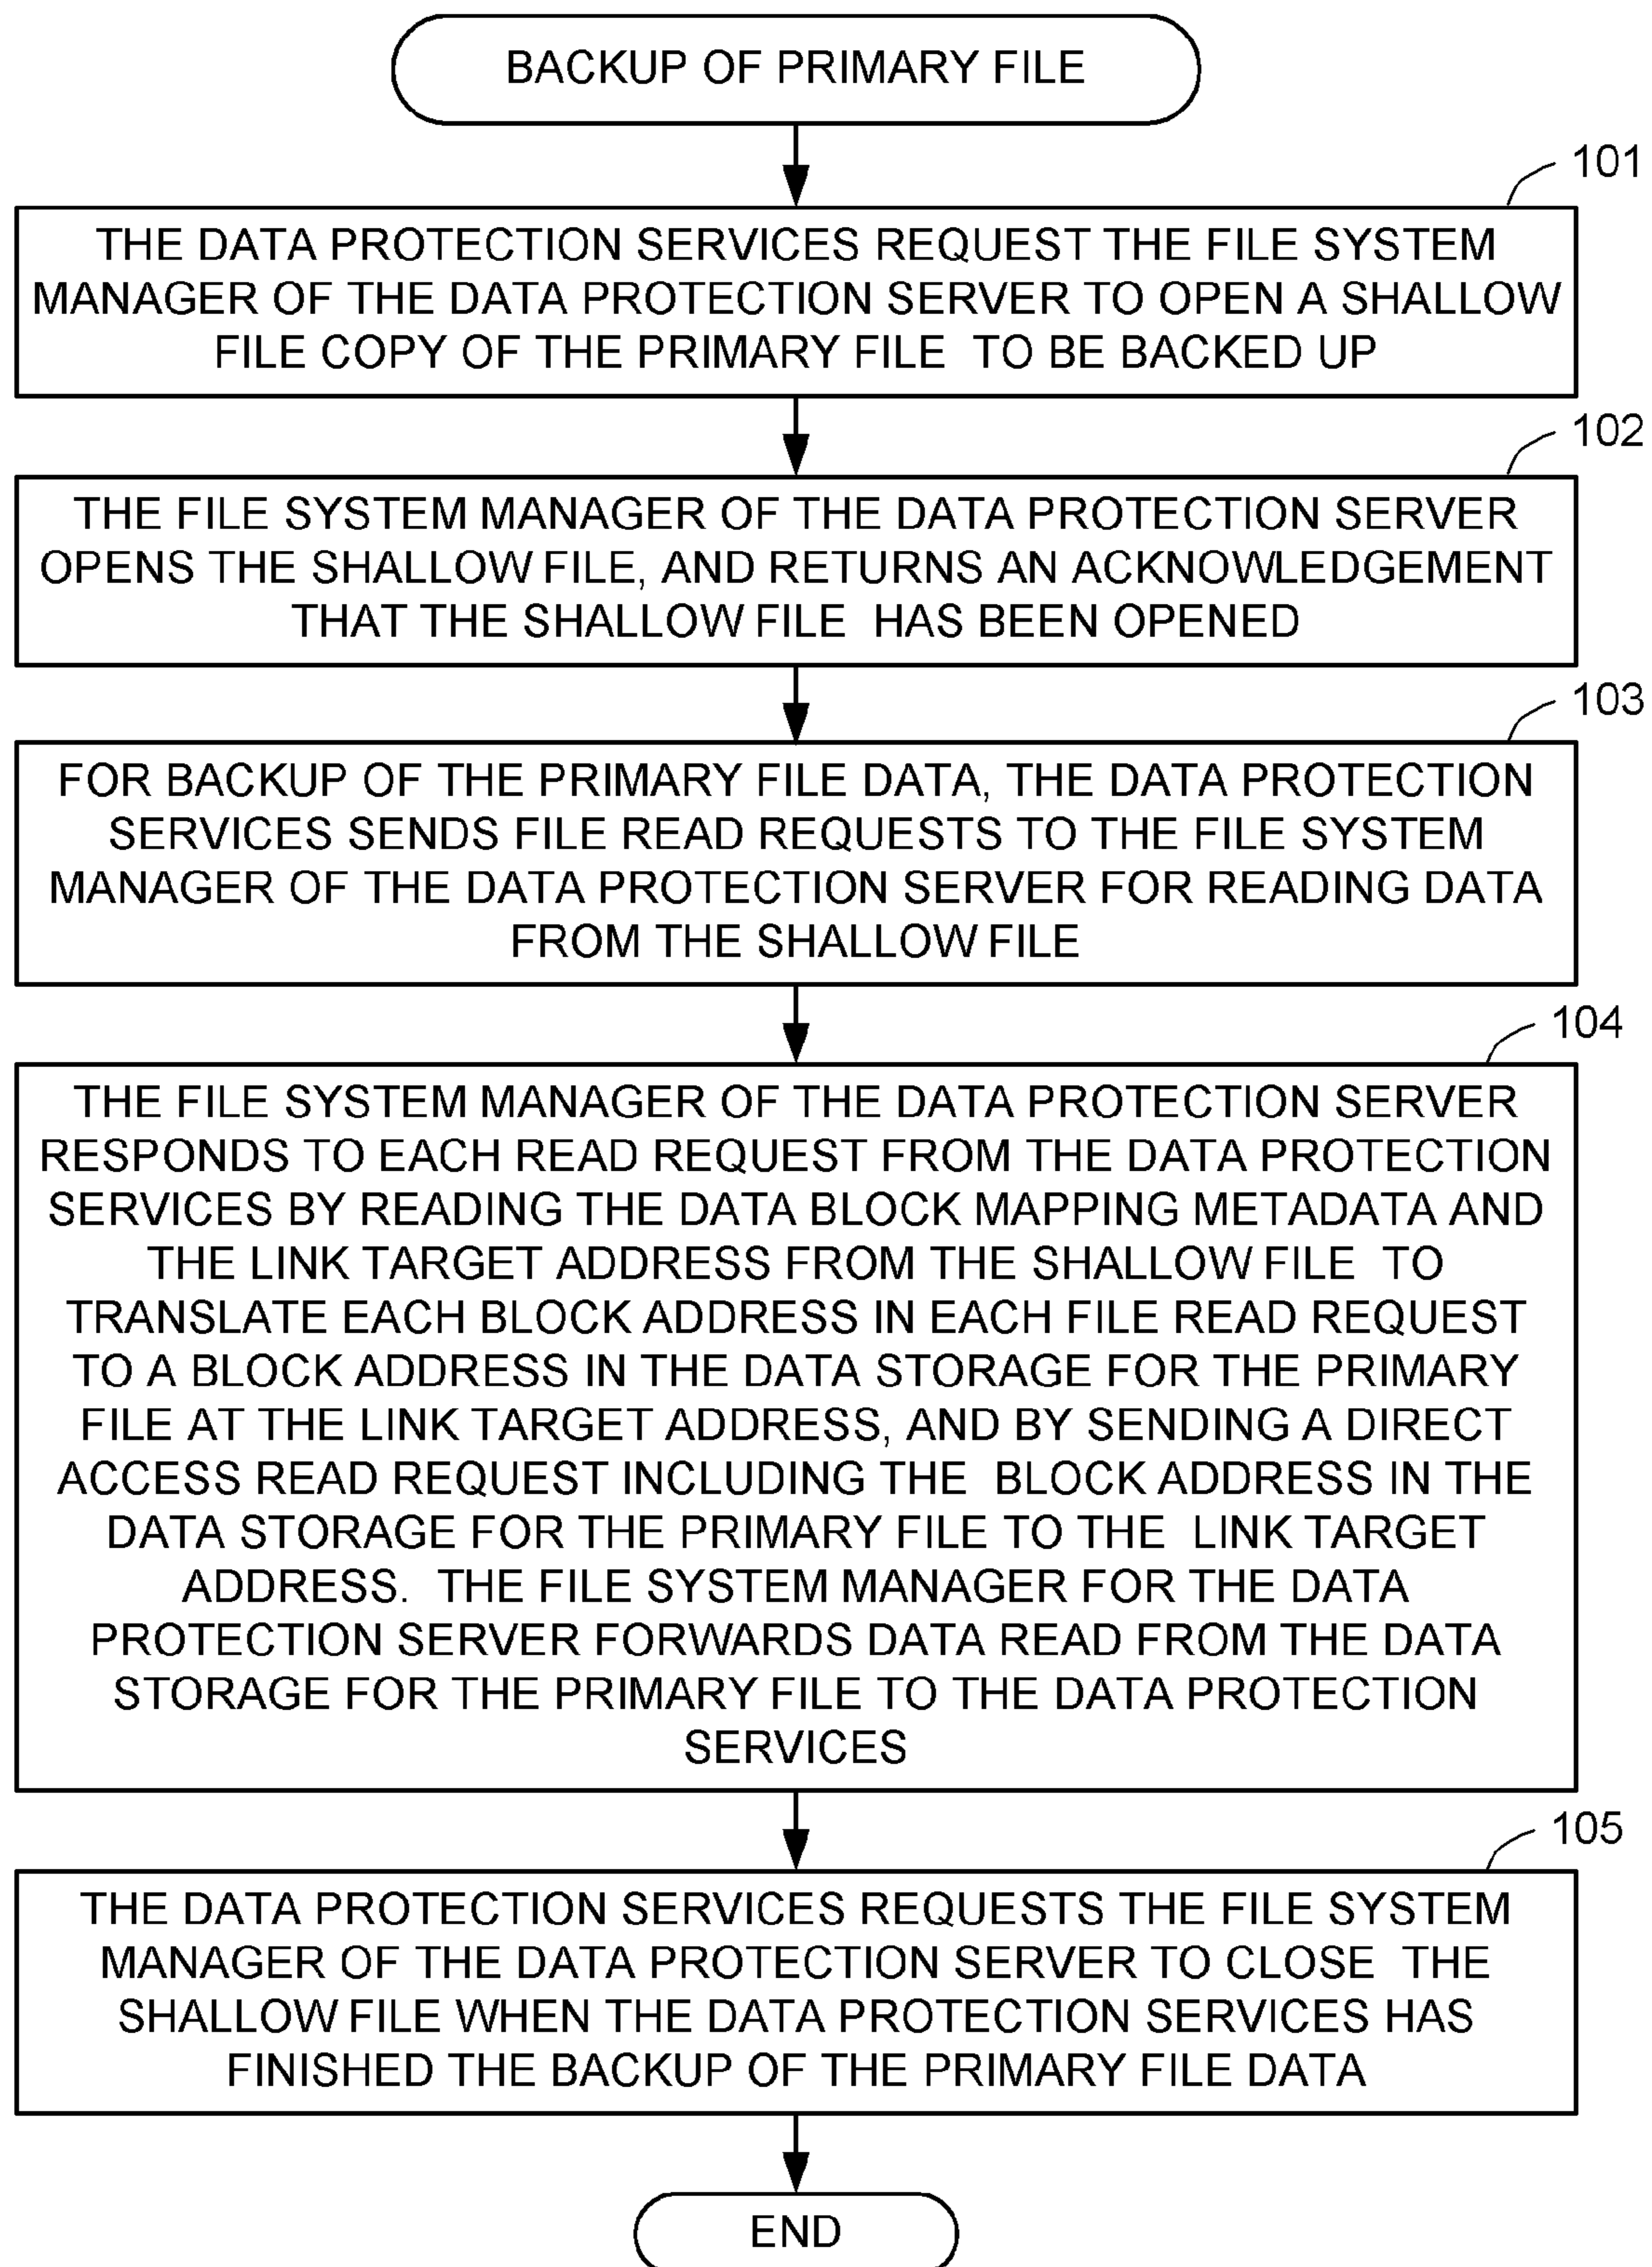 BACKUP OF PRIMARY FILE
101
THE DATA PROTECTION SERVICES REQUEST THE FILE SYSTEM
MANAGER OF THE DATA PROTECTION SERVER TO OPEN A SHALLOW
FILE COPY OF THE PRIMARY FILE TO BE BACKED UP
102
THE FILE SYSTEM MANAGER OF THE DATA PROTECTION SERVER
OPENS THE SHALLOW FILE, AND RETURNS AN ACKNOWLEDGEMENT
THAT THE SHALLOW FILE HAS BEEN OPENED
103
FOR BACKUP OF THE PRIMARY FILE DATA, THE DATA PROTECTION
SERVICES SENDS FILE READ REQUESTS TO THE FILE SYSTEM
MANAGER OF THE DATA PROTECTION SERVER FOR READING DATA
FROM THE SHALLOW FILE
104
THE FILE SYSTEM MANAGER OF THE DATA PROTECTION SERVER
RESPONDS TO EACH READ REQUEST FROM THE DATA PROTECTION
SERVICES BY READING THE DATA BLOCK MAPPING METADATA AND
THE LINK TARGET ADDRESS FROM THE SHALLOW FILE TO
TRANSLATE EACH BLOCK ADDRESS IN EACH FILE READ REQUEST
TO A BLOCK ADDRESS IN THE DATA STORAGE FOR THE PRIMARY
FILE AT THE LINK TARGET ADDRESS, AND BY SENDING A DIRECT
ACCESS READ REQUEST INCLUDING THE BLOCK ADDRESS IN THE
DATA STORAGE FOR THE PRIMARY FILE TO THE LINK TARGET
ADDRESS. THE FILE SYSTEM MANAGER FOR THE DATA
PROTECTION SERVER FORWARDS DATA READ FROM THE DATA
STORAGE FOR THE PRIMARY FILE TO THE DATA PROTECTION
SERVICES
105
THE DATA PROTECTION SERVICES REQUESTS THE FILE SYSTEM
MANAGER OF THE DATA PROTECTION SERVER TO CLOSE THE
SHALLOW FILE WHEN THE DATA PROTECTION SERVICES HAS
FINISHED THE BACKUP OF THE PRIMARY FILE DATA
END